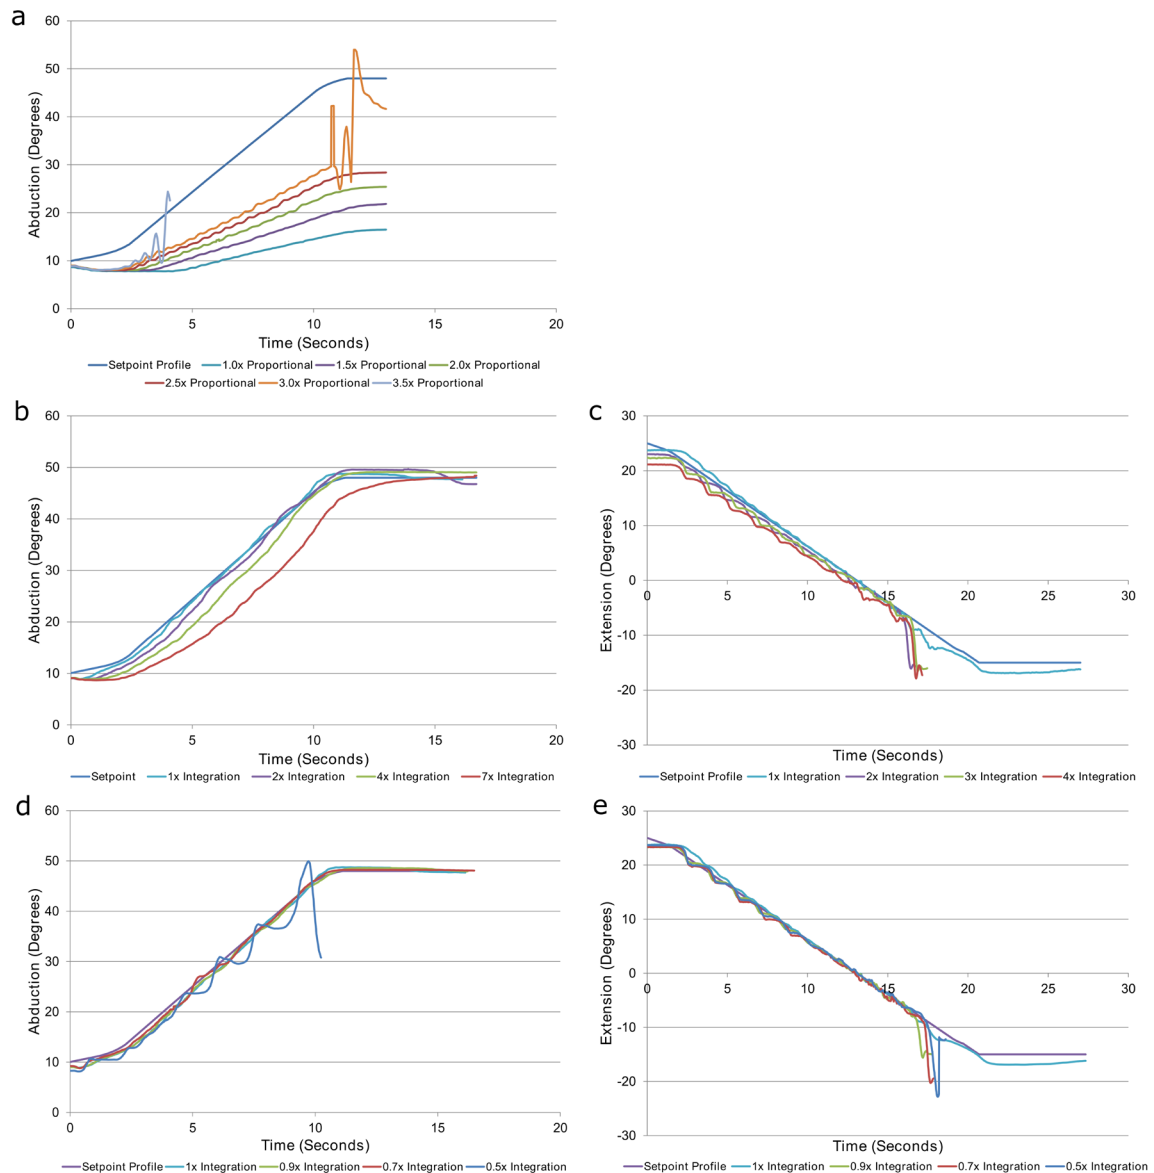 a
60
50
40
30
20
10
0
Abduction (Degrees)
0 5 10 15 20
Time (Seconds)
Setpoint Profile 1.0x Proportional 1.5x Proportional 2.0x Proportional
2.5x Proportional 3.0x Proportional 3.5x Proportional
b
60
50
40
30
20
10
0
Abduction (Degrees)
0 5 10 15 20
Time (Seconds)
Setpoint 1x Integration 2x Integration 4x Integration 7x Integration
c
30
20
10
0
-10
-20
-30
Extension (Degrees)
0 5 10 15 20 25 30
Time (Seconds)
Setpoint Profile 1x Integration 2x Integration 3x Integration 4x Integration
d
60
50
40
30
20
10
0
Abduction (Degrees)
0 5 10 15 20
Time (Seconds)
Setpoint Profile 1x Integration 0.9x Integration 0.7x Integration 0.5x Integration
e
30
20
10
0
-10
-20
-30
Extension (Degrees)
0 5 10 15 20 25 30
Time (Seconds)
Setpoint Profile 1x Integration 0.9x Integration 0.7x Integration 0.5x Integration